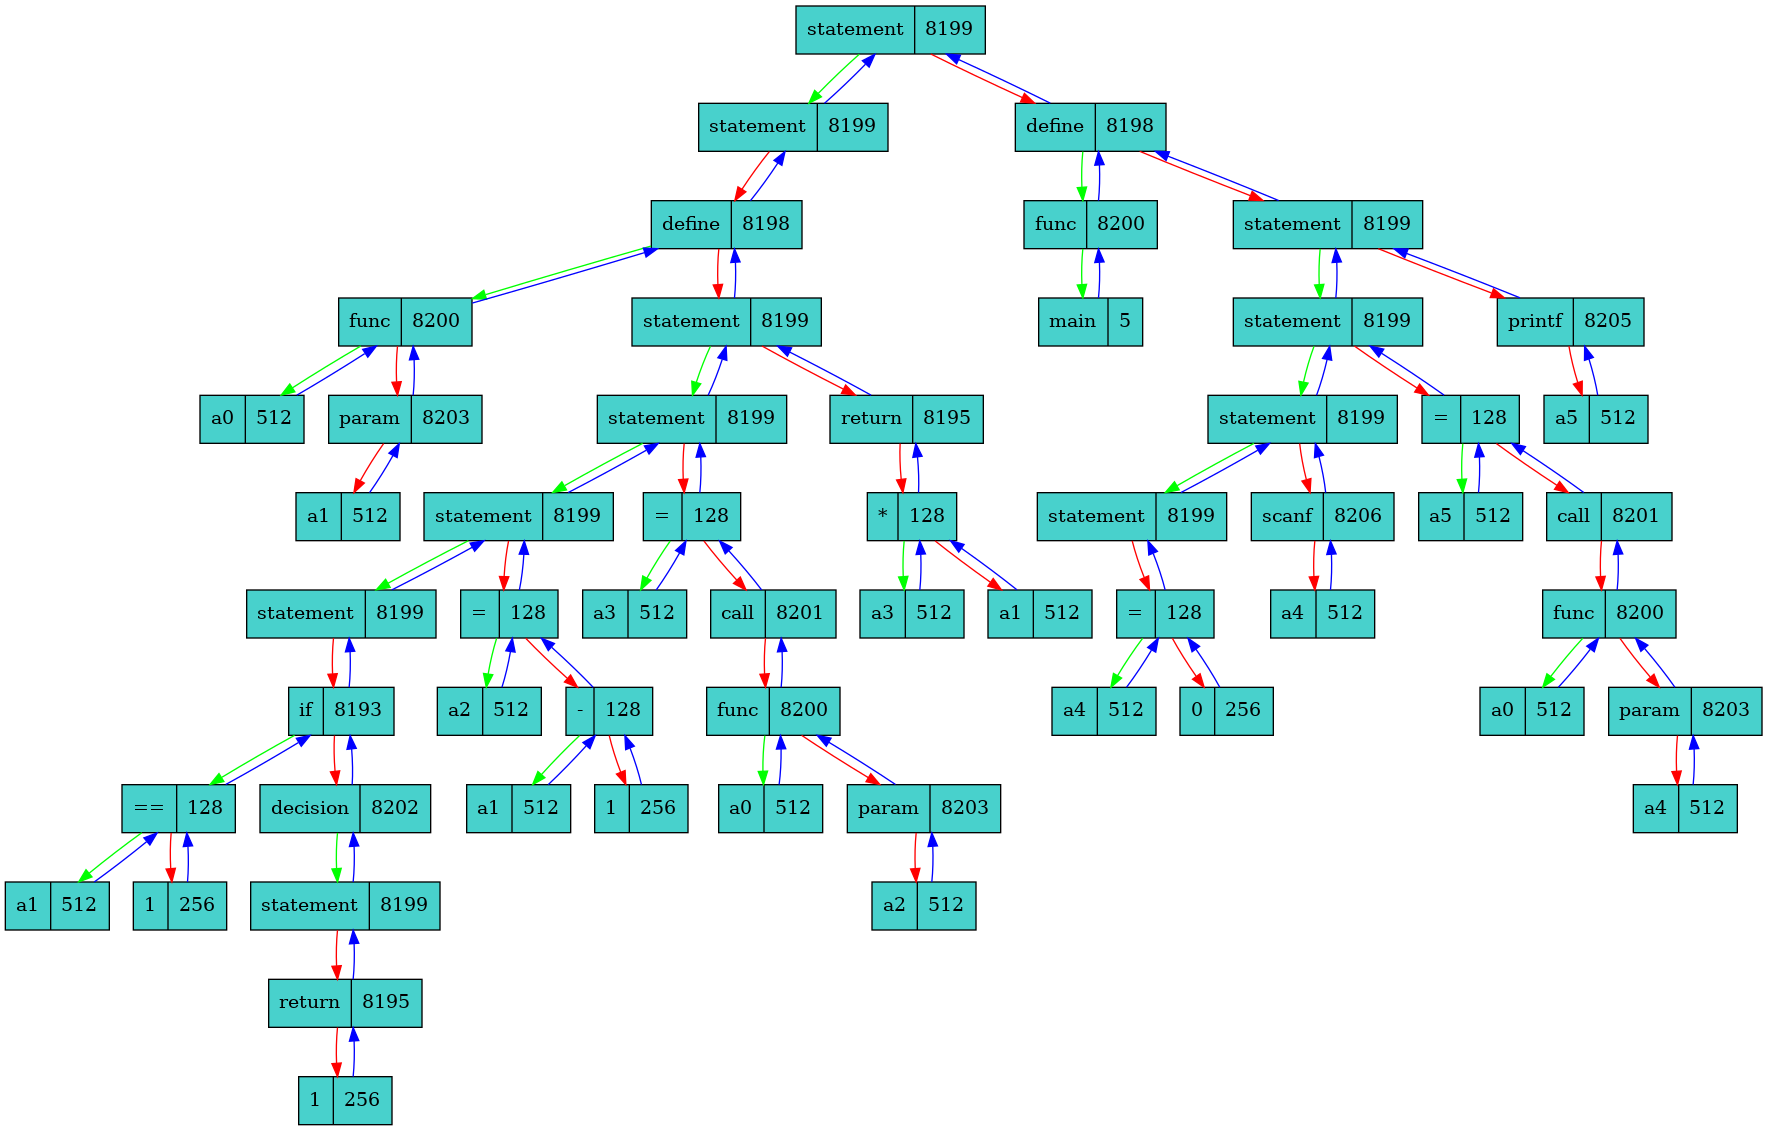 statement 8199
statement 8199
define 8198
define 8198
func 8200
statement 8199
func 8200
statement 8199
main 5
statement 8199
printf 8205
a0 512
param 8203
statement 8199
return 8195
statement 8199
= 128
a5 512
a1 512
statement 8199
= 128
* 128
statement 8199
scanf 8206
a5 512
call 8201
statement 8199
= 128
a3 512
call 8201
a3 512
a1 512
= 128
a4 512
func 8200
if 8193
a2 512
- 128
func 8200
a4 512
0 256
a0 512
param 8203
== 128
decision 8202
a1 512
1 256
a0 512
param 8203
a4 512
a1 512
1 256
statement 8199
a2 512
return 8195
1 256